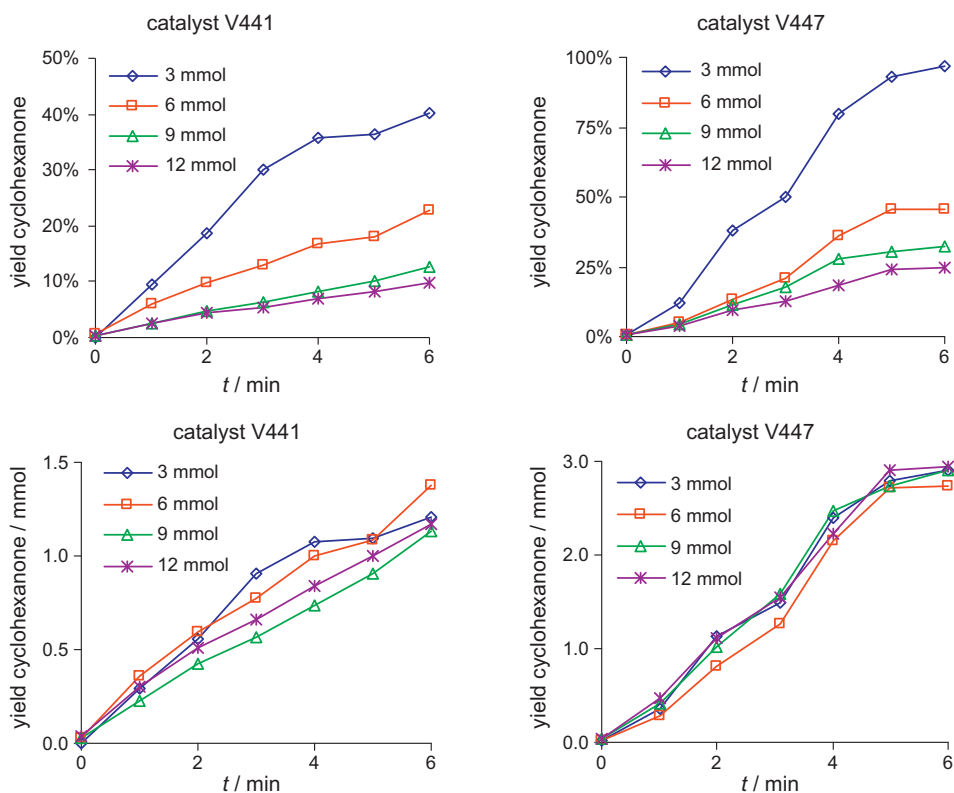 catalyst V441
50%
40%
30%
20%
10%
0%
yield cyclohexanone
3 mmol
6 mmol
9 mmol
12 mmol
0
2
4
6
t / min
catalyst V447
100%
75%
50%
25%
0%
yield cyclohexanone
3 mmol
6 mmol
9 mmol
12 mmol
0
2
4
6
t / min
catalyst V441
1.5
1.0
0.5
0.0
yield cyclohexanone / mmol
3 mmol
6 mmol
9 mmol
12 mmol
0
2
4
6
t / min
catalyst V447
3.0
2.0
1.0
0.0
yield cyclohexanone / mmol
3 mmol
6 mmol
9 mmol
12 mmol
0
2
4
6
t / min